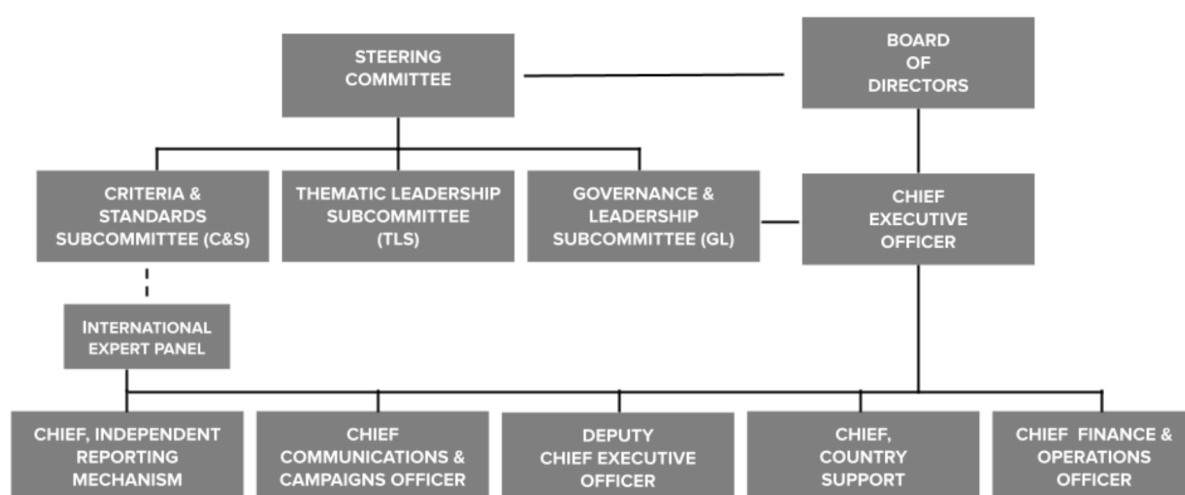 STEERING
COMMITTEE
BOARD
OF
DIRECTORS
CRITERIA &
STANDARDS
SUBCOMMITTEE (C&S)
THEMATIC LEADERSHIP
SUBCOMMITTEE
(TLS)
GOVERNANCE &
LEADERSHIP
SUBCOMMITTEE (GL)
CHIEF
EXECUTIVE
OFFICER
INTERNATIONAL
EXPERT PANEL
CHIEF, INDEPENDENT
REPORTING
MECHANISM
CHIEF
COMMUNICATIONS &
CAMPAIGNS OFFICER
DEPUTY
CHIEF EXECUTIVE
OFFICER
CHIEF,
COUNTRY
SUPPORT
CHIEF FINANCE &
OPERATIONS
OFFICER